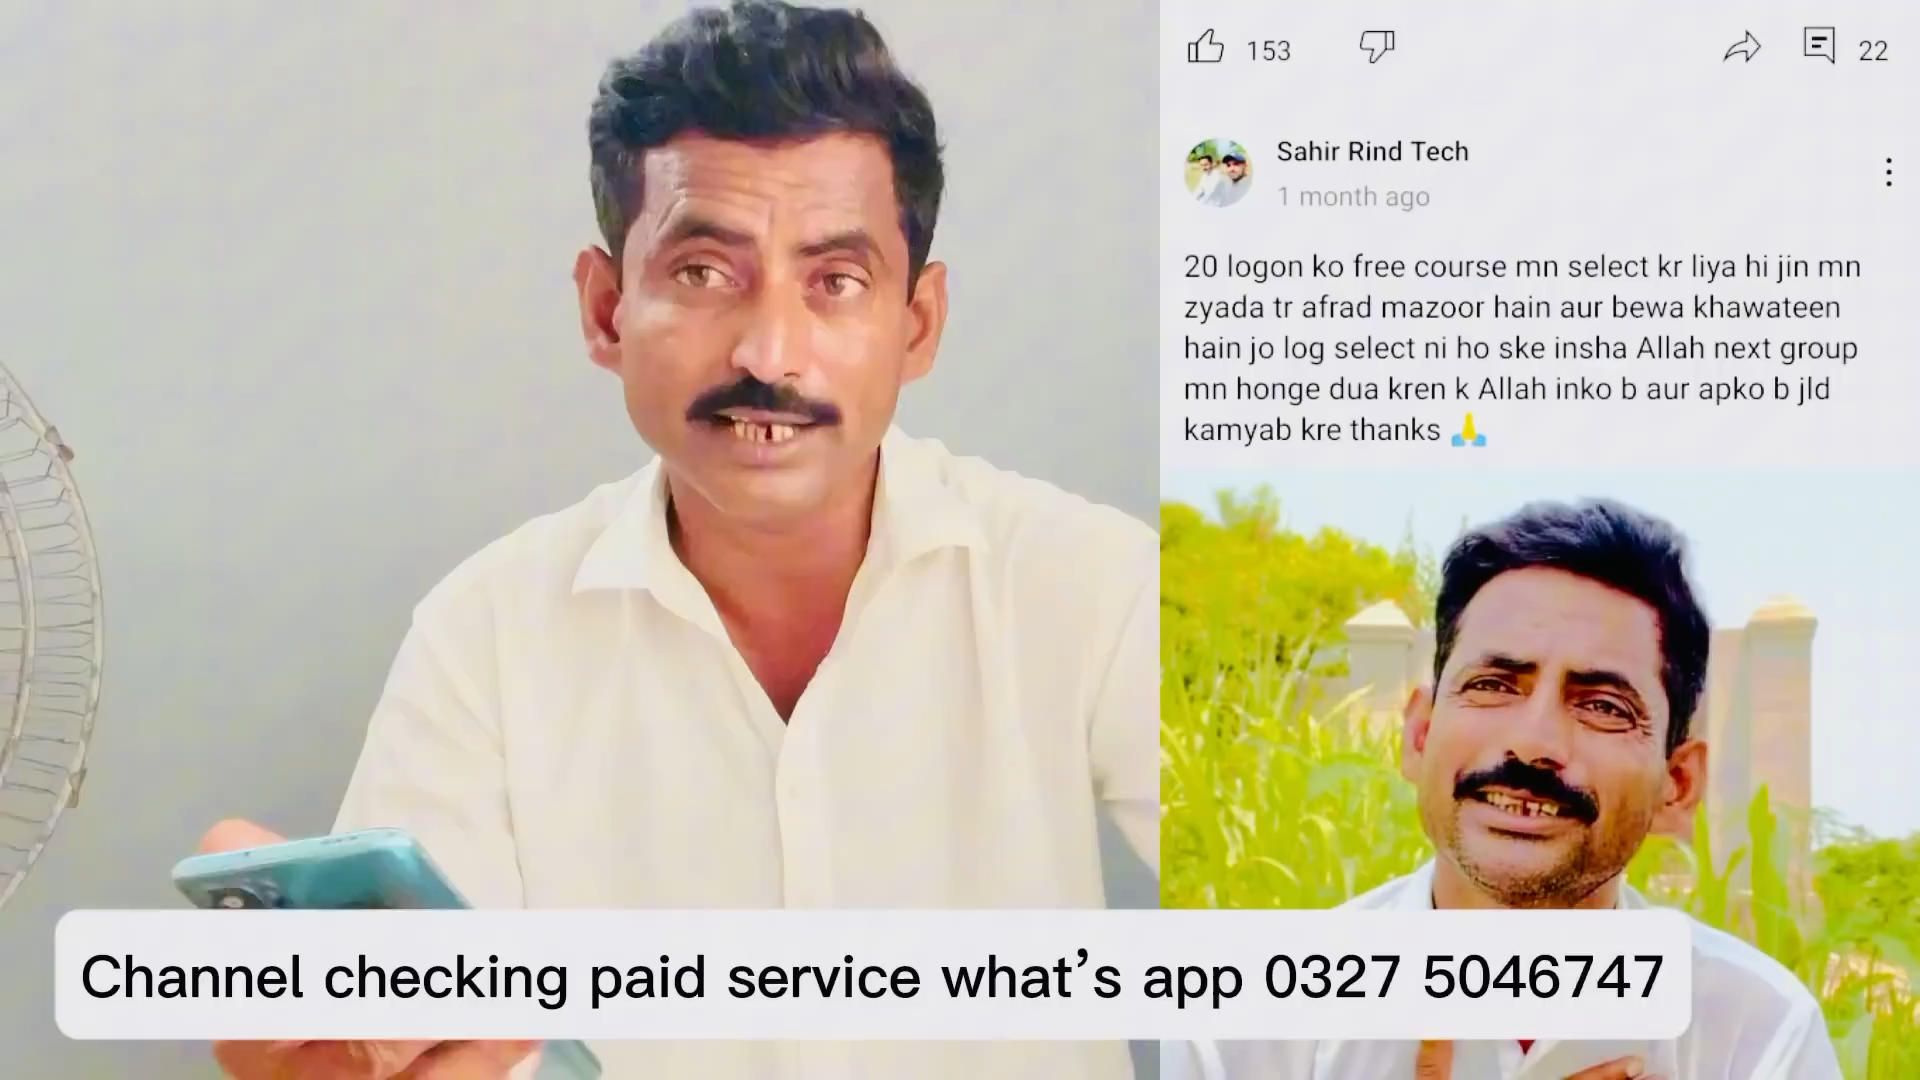 153
22
Sahir Rind Tech
1 month ago
20 logon ko free course mn select kr liya hi jin mn
zyada tr afrad mazoor hain aur bewa khawateen
hain jo log select ni ho ske insha Allah next group
mn honge dua kren k Allah inko b aur apko b jld
kamyab kre thanks 🙏
Channel checking paid service what's app 0327 5046747